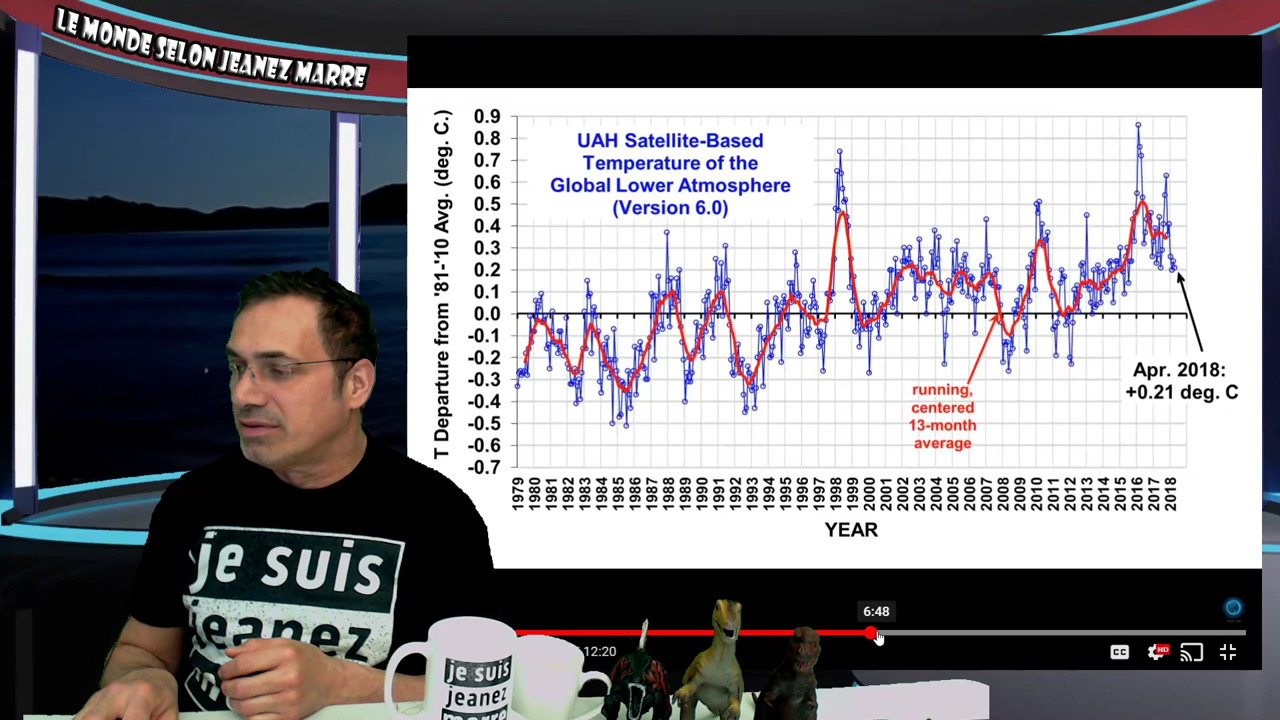 LE MONDE SELON JEANEZ MARRE
UAH Satellite-Based
Temperature of the
Global Lower Atmosphere
(Version 6.0)
T Departure from '81-'10 Avg. (deg. C.)
0.9
0.8
0.7
0.6
0.5
0.4
0.3
0.2
0.1
0.0
-0.1
-0.2
-0.3
-0.4
-0.5
-0.6
-0.7
running,
centered
13-month
average
Apr. 2018:
+0.21 deg. C
1979 1980 1981 1982 1983 1984 1985 1986 1987 1988 1989 1990 1991 1992 1993 1994 1995 1996 1997 1998 1999 2000 2001 2002 2003 2004 2005 2006 2007 2008 2009 2010 2011 2012 2013 2014 2015 2016 2017 2018
YEAR
6:48
12:20
CC
HD
je suis
jeanez
je suis
jeanez
marre